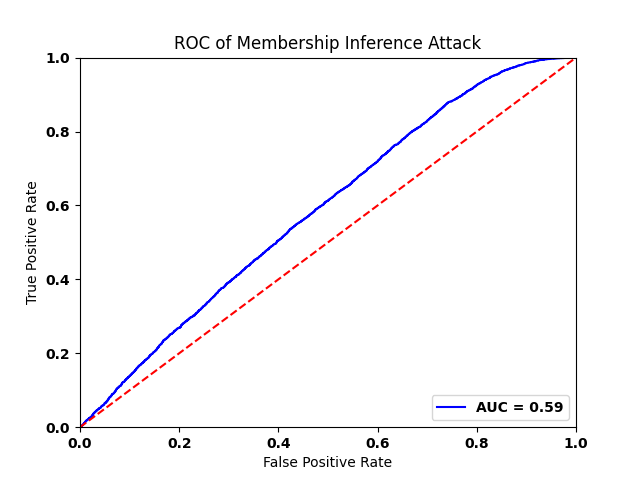 ROC of Membership Inference Attack
1.0
0.8
0.6
0.4
0.2
0.0
True Positive Rate
0.0 0.2 0.4 0.6 0.8 1.0
False Positive Rate
AUC = 0.59